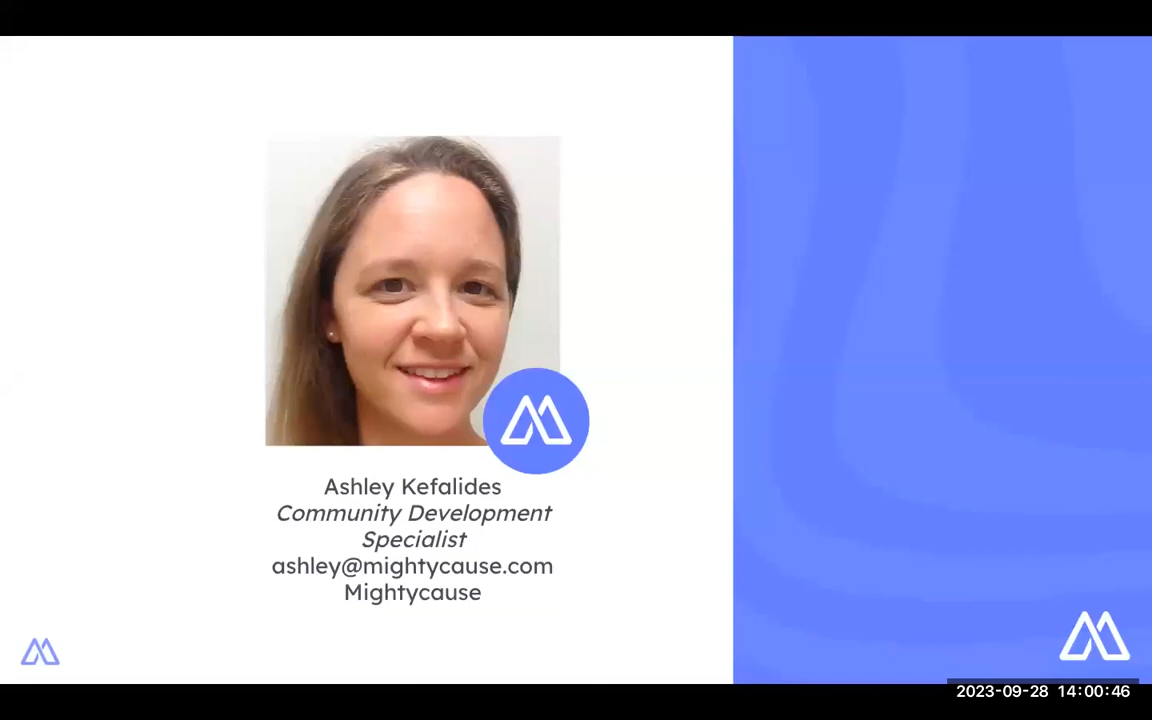 Ashley Kefalides
Community Development
Specialist
ashley@mightycause.com
Mightycause
2023-09-28 14:00:46